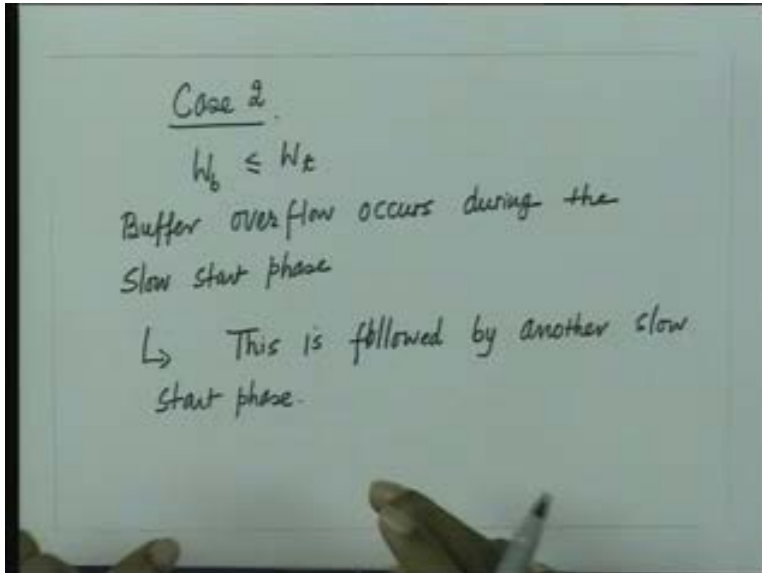 Case 2.
W_b ≤ W_t
Buffer overflow occurs during the
Slow start phase
↳ This is followed by another slow
start phase.